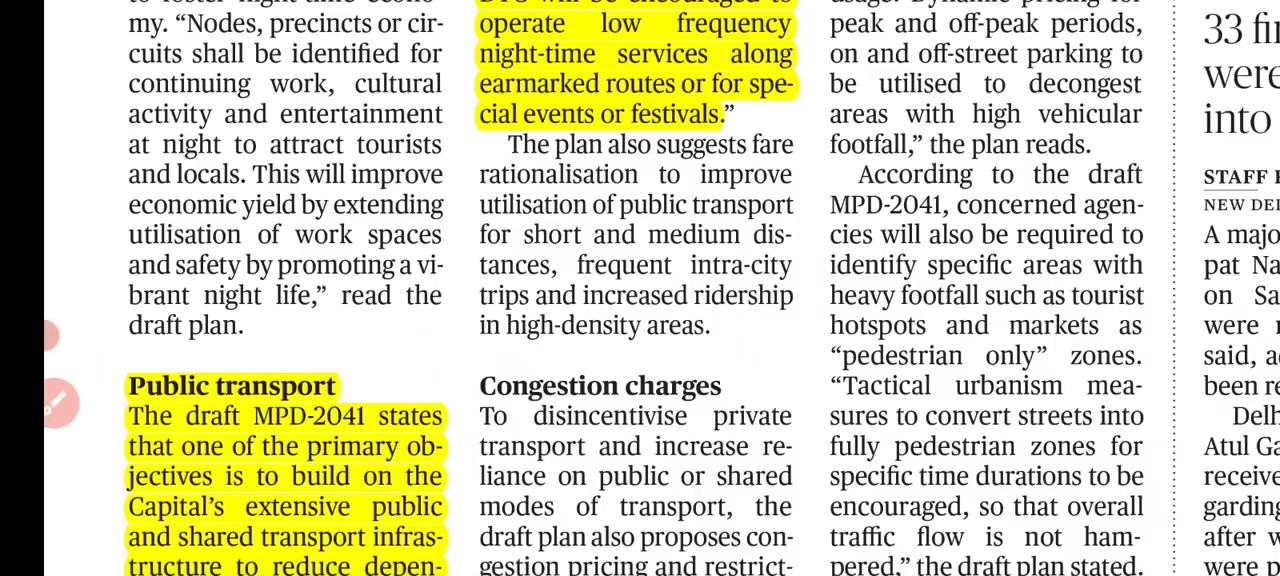 my. “Nodes, precincts or cir-
cuits shall be identified for
continuing work, cultural
activity and entertainment
at night to attract tourists
and locals. This will improve
economic yield by extending
utilisation of work spaces
and safety by promoting a vi-
brant night life,” read the
draft plan.
Public transport
The draft MPD-2041 states
that one of the primary ob-
jectives is to build on the
Capital’s extensive public
and shared transport infras-
tructure to reduce depen-
operate low frequency
night-time services along
earmarked routes or for spe-
cial events or festivals.”
The plan also suggests fare
rationalisation to improve
utilisation of public transport
for short and medium dis-
tances, frequent intra-city
trips and increased ridership
in high-density areas.
Congestion charges
To disincentivise private
transport and increase re-
liance on public or shared
modes of transport, the
draft plan also proposes con-
gestion pricing and restrict-
peak and off-peak periods,
on and off-street parking to
be utilised to decongest
areas with high vehicular
footfall,” the plan reads.
According to the draft
MPD-2041, concerned agen-
cies will also be required to
identify specific areas with
heavy footfall such as tourist
hotspots and markets as
“pedestrian only” zones.
“Tactical urbanism mea-
sures to convert streets into
fully pedestrian zones for
specific time durations to be
encouraged, so that overall
traffic flow is not ham-
pered,” the draft plan stated.
33
were
into
STAFF
NEW
A
pat
on
were
said,
been
Atul
after
were